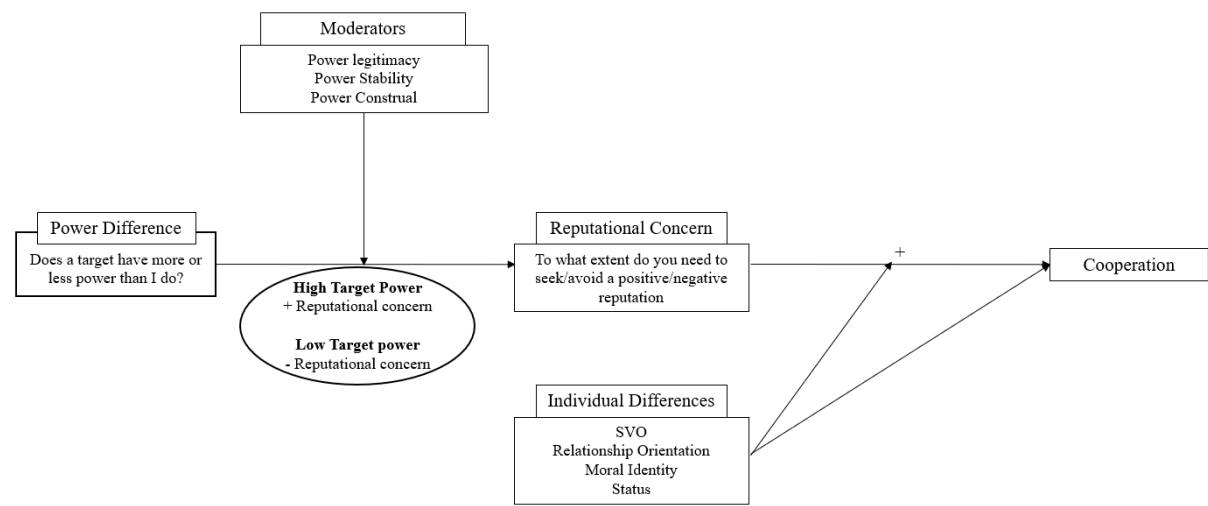 Moderators
Power legitimacy
Power Stability
Power Construal
Power Difference
Does a target have more or
less power than I do?
High Target Power
+ Reputational concern
Low Target power
- Reputational concern
Reputational Concern
To what extent do you need to
seek/avoid a positive/negative
reputation
+
Cooperation
Individual Differences
SVO
Relationship Orientation
Moral Identity
Status